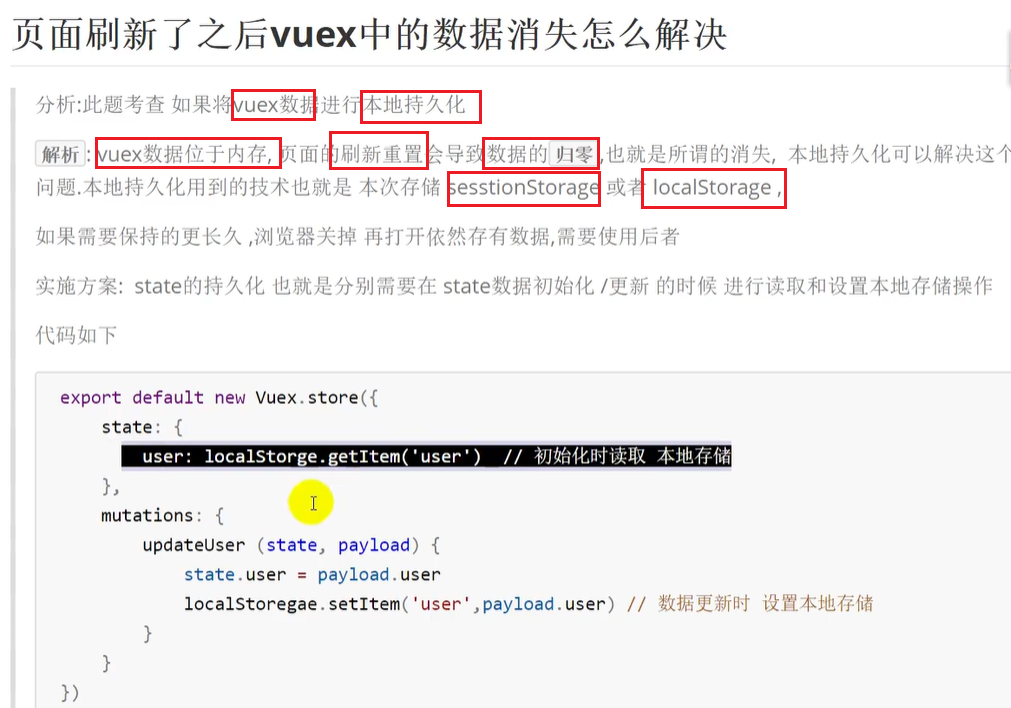 页面刷新了之后vuex中的数据消失怎么解决
分析:此题考查 如果将vuex数据进行本地持久化
解析: vuex数据位于内存, 页面的刷新重置会导致数据的 归零 ,也就是所谓的消失, 本地持久化可以解决这个
问题.本地持久化用到的技术也就是 本次存储 sesstionStorage 或者 localStorage ,
如果需要保持的更长久 ,浏览器关掉 再打开依然存有数据,需要使用后者
实施方案: state的持久化 也就是分别需要在 state数据初始化 /更新 的时候 进行读取和设置本地存储操作
代码如下
export default new Vuex.store({
state: {
user: localStorge.getItem('user') // 初始化时读取 本地存储
},
mutations: {
updateUser (state, payload) {
state.user = payload.user
localStoregae.setItem('user',payload.user) // 数据更新时 设置本地存储
}
}
})